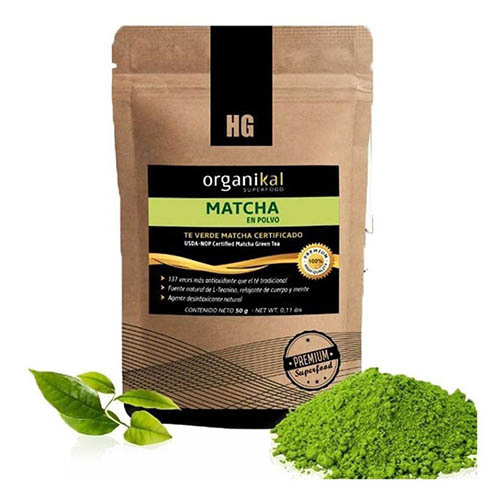 HG
organikal
SUPERFOOD
MATCHA
EN POLVO
TE VERDE MATCHA CERTIFICADO
USDA-NOP Certified Matcha Green Tea
PREMIUM
100%
137 veces más antioxidante que el té tradicional
Fuente natural de L-Teanina, relajante de cuerpo y mente
Agente desintoxicante natural
CONTENIDO NETO 50 g - NET WT. 0,11 lbs
PREMIUM
Superfood